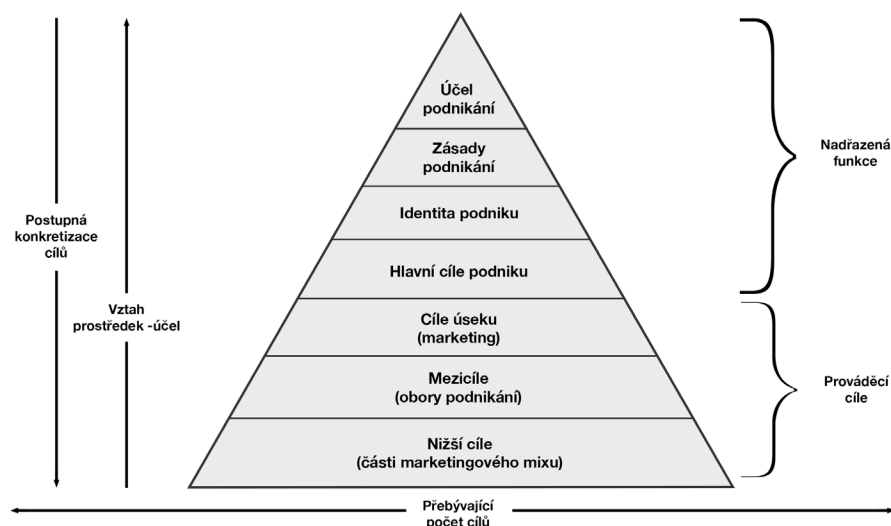 Účel
podnikání
Zásady
podnikání
Identita podniku
Hlavní cíle podniku
Cíle úseku
(marketing)
Mezicíle
(obory podnikání)
Nižší cíle
(části marketingového mixu)
Postupná
konkretizace
cílů
Vztah
prostředek -účel
Nadřazená
funkce
Prováděcí
cíle
Přebývající
počet cílů